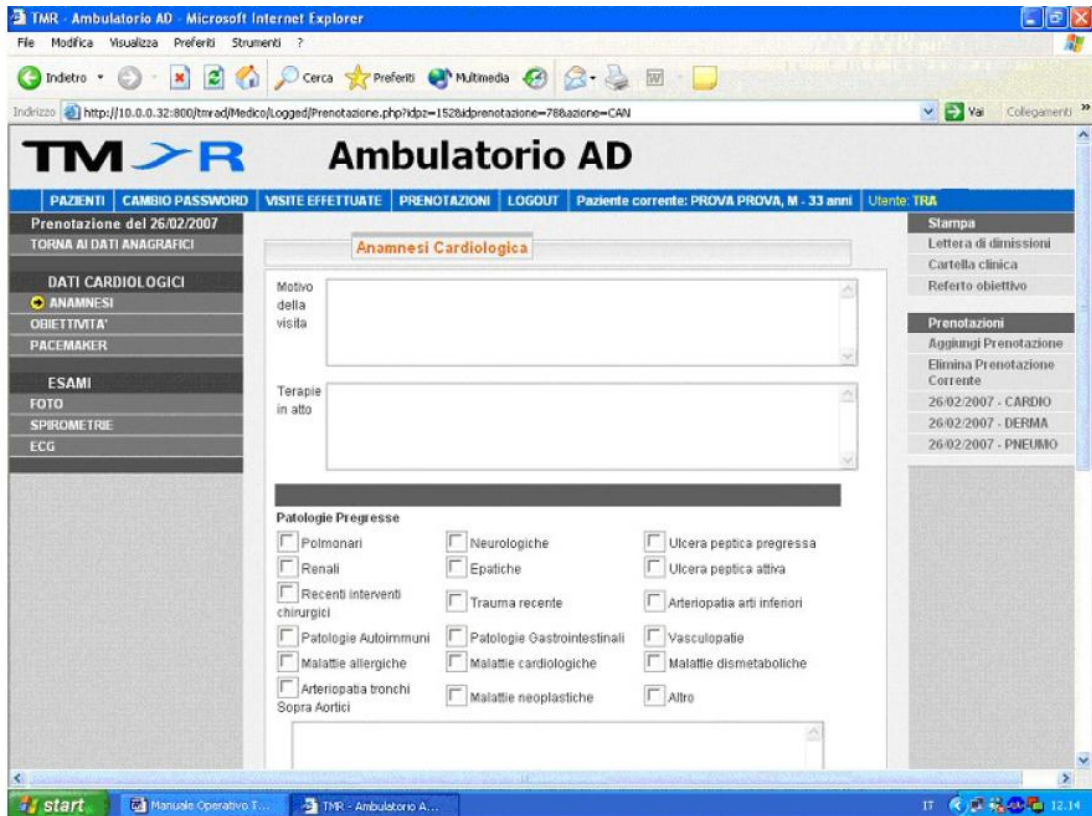 TMR - Ambulatorio AD - Microsoft Internet Explorer
File Modifica Visualizza Preferiti Strumenti ?
Indietro Cerca Preferiti Multimedia
Indirizzo http://10.0.0.32:800/tmrad/Medico/Logged/Prenotazione.php?idpz=152&idprenotazione=78&azione=CAN Vai Collegamenti »
TMR Ambulatorio AD
PAZIENTI CAMBIO PASSWORD VISITE EFFETTUATE PRENOTAZIONI LOGOUT Paziente corrente: PROVA PROVA, M - 33 anni Utente: TRA
Prenotazione del 26/02/2007
TORNA AI DATI ANAGRAFICI
DATI CARDIOLOGICI
ANAMNESI
OBIETTIVITA'
PACEMAKER
ESAMI
FOTO
SPIROMETRIE
ECG
Anamnesi Cardiologica
Motivo
della
visita
Terapie
in atto
Patologie Pregresse
Polmonari Neurologiche Ulcera peptica pregressa
Renali Epatiche Ulcera peptica attiva
Recenti interventi
chirurgici Trauma recente Arteriopatia arti inferiori
Patologie Autoimmuni Patologie Gastrointestinali Vasculopatie
Malattie allergiche Malattie cardiologiche Malattie dismetaboliche
Arteriopatia tronchi
Sopra Aortici Malattie neoplastiche Altro
Stampa
Lettera di dimissioni
Cartella clinica
Referto obiettivo
Prenotazioni
Aggiungi Prenotazione
Elimina Prenotazione
Corrente
26/02/2007 - CARDIO
26/02/2007 - DERMA
26/02/2007 - PNEUMO
start Manuale Operativo T... TMR - Ambulatorio A... IT 12.14